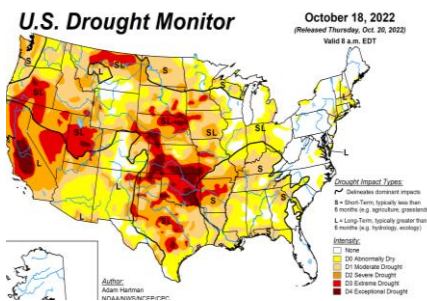 U.S. Drought Monitor
October 18, 2022
(Released Thursday, Oct. 20, 2022)
Valid 8 a.m. EDT
S
SL
S
L
SL
S
SL
SL
S
SL
S
L
L
S
S
L
S
S
S
Drought Impact Types:
Delineates dominant impacts
S = Short-Term, typically less than
6 months (e.g. agriculture, grassland
L = Long-Term, typically greater than
6 months (e.g. hydrology, ecology)
Intensity:
None
D0 Abnormally Dry
D1 Moderate Drought
D2 Severe Drought
D3 Extreme Drought
D4 Exceptional Drought
Author:
Adam Hartman
NOAA/NWS/NCEP/CPC